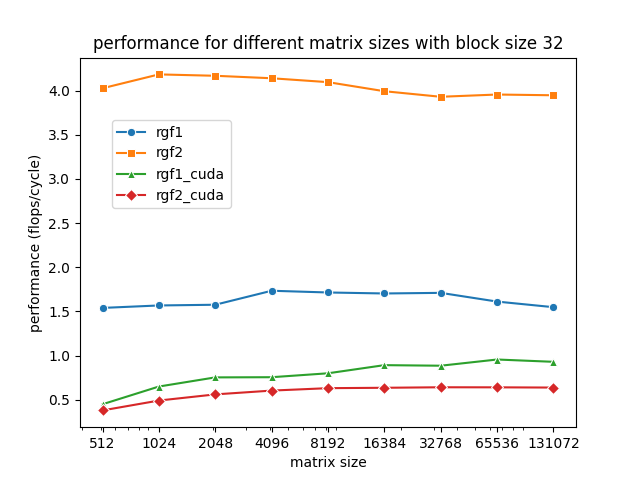 performance for different matrix sizes with block size 32
performance (flops/cycle)
4.0
3.5
3.0
2.5
2.0
1.5
1.0
0.5
rgf1
rgf2
rgf1_cuda
rgf2_cuda
512 1024 2048 4096 8192 16384 32768 65536 131072
matrix size